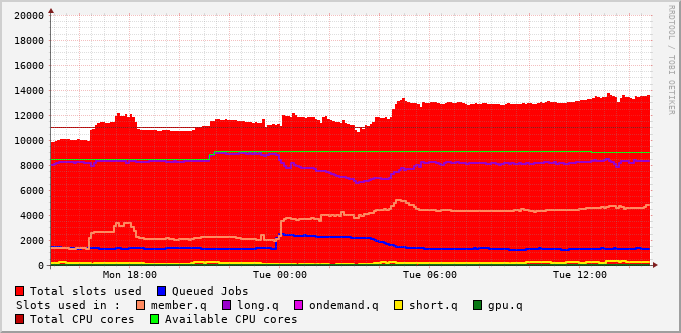 RRDTOOL / TOBI OETIKER
20000
18000
16000
14000
12000
10000
8000
6000
4000
2000
0
Mon 18:00 Tue 00:00 Tue 06:00 Tue 12:00
Total slots used Queued Jobs
Slots used in : member.q long.q ondemand.q short.q gpu.q
Total CPU cores Available CPU cores